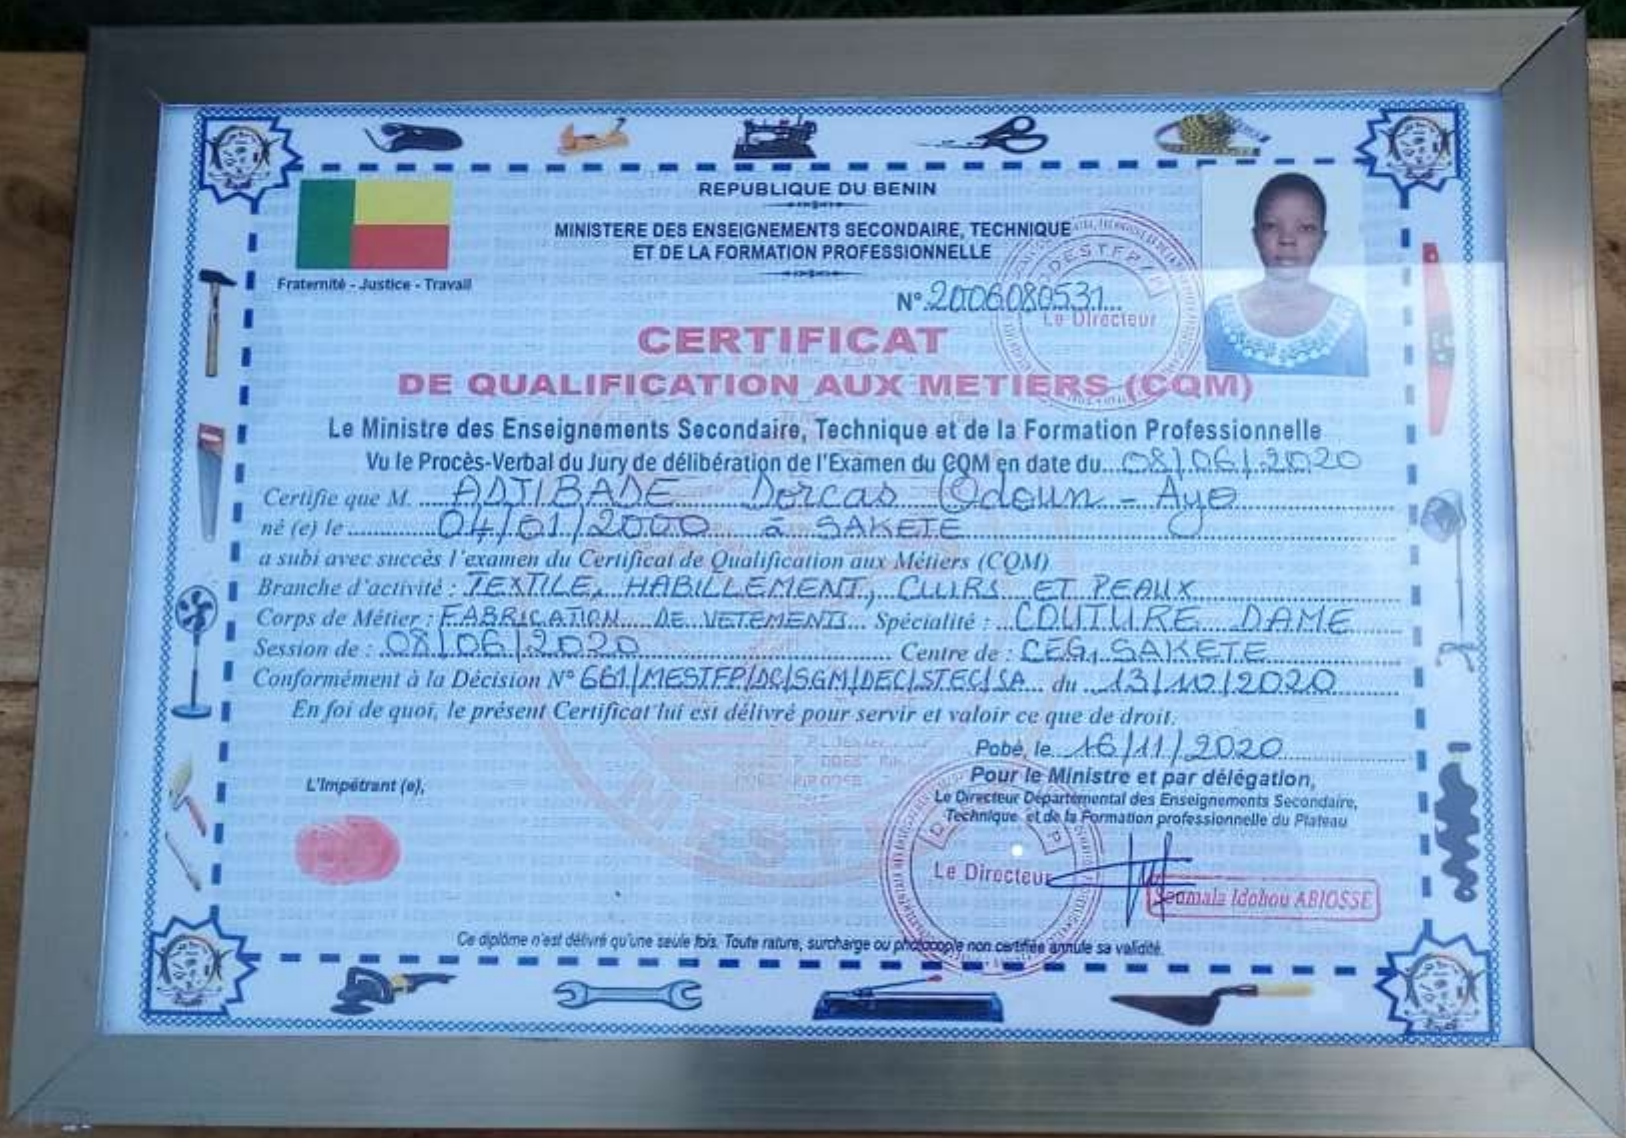 REPUBLIQUE DU BENIN
MINISTERE DES ENSEIGNEMENTS SECONDAIRE, TECHNIQUE
ET DE LA FORMATION PROFESSIONNELLE
Fraternité - Justice - Travail
N° 2006080531
DESTFP
Le Directeur
CERTIFICAT
DE QUALIFICATION AUX METIERS (CQM)
Le Ministre des Enseignements Secondaire, Technique et de la Formation Professionnelle
Vu le Procès-Verbal du Jury de délibération de l'Examen du CQM en date du 08/06/2020
Certifie que M. ADJIBADE Dorcas Odoun - Ayo
né (e) le : 04/01/2000 à SAKETE
a subi avec succès l'examen du Certificat de Qualification aux Métiers (CQM)
Branche d'activité : TEXTILE, HABILLEMENT, CUIRS ET PEAUX
Corps de Métier : FABRICATION DE VETEMENTS Spécialité : COUTURE DAME
Session de : 08/06/2020 Centre de : CEG1 SAKETE
Conformément à la Décision N° 661/MESTFP/DC/SGM/DEC/STEC/SA du 13/10/2020
En foi de quoi, le présent Certificat lui est délivré pour servir et valoir ce que de droit.
Pobè, le 16/11/2020
L'Impétrant (e),
Pour le Ministre et par délégation,
Le Directeur Départemental des Enseignements Secondaire,
Technique et de la Formation professionnelle du Plateau
Le Directeur
Soumala Idohou ABIOSSE
Ce diplôme n'est délivré qu'une seule fois. Toute rature, surcharge ou photocopie non certifiée annule sa validité.